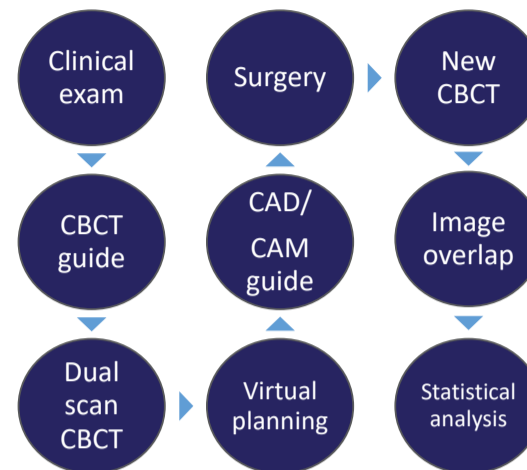 Clinical
exam
CBCT
guide
Dual
scan
CBCT
Virtual
planning
CAD/
CAM
guide
Surgery
New
CBCT
Image
overlap
Statistical
analysis